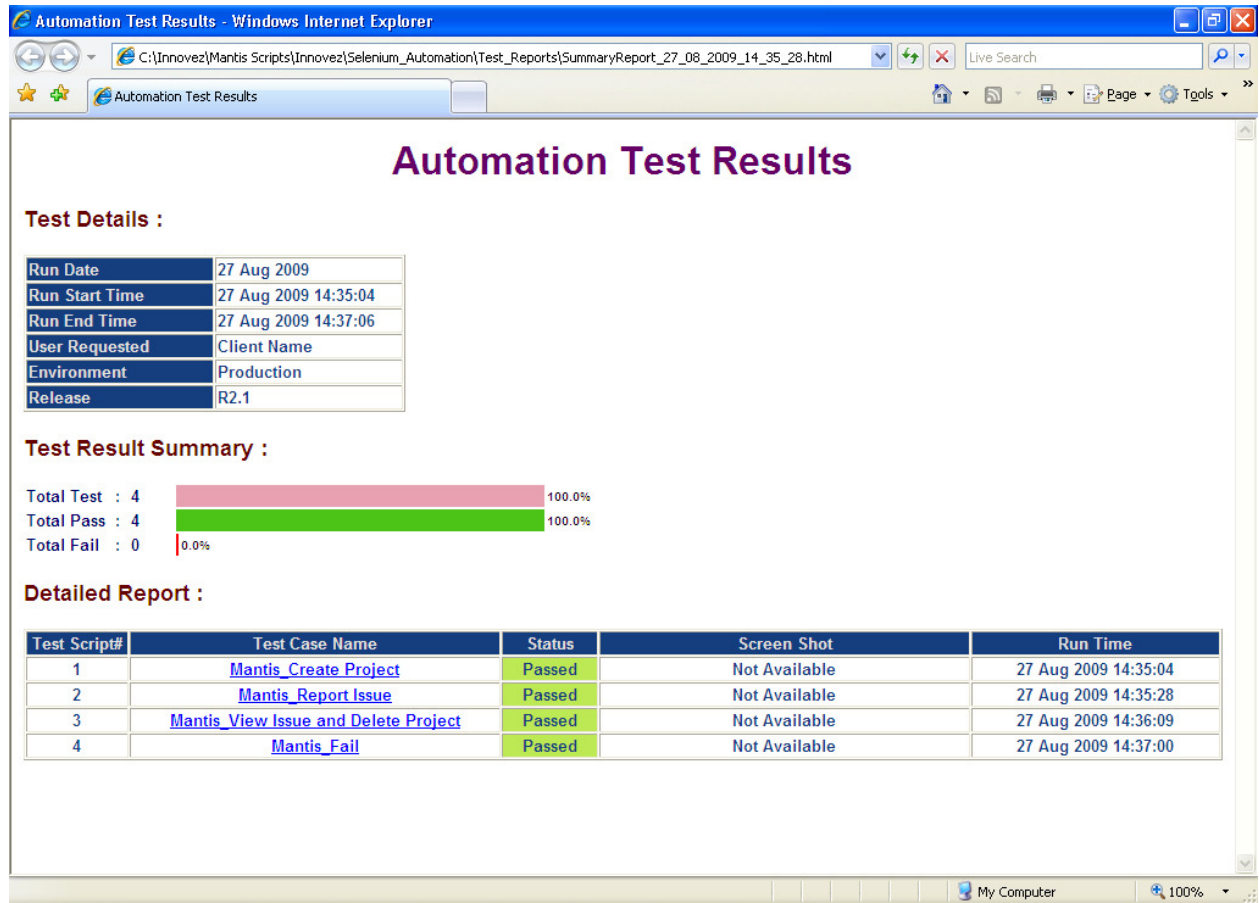 Automation Test Results - Windows Internet Explorer
C:\Innovez\Mantis Scripts\Innovez\Selenium_Automation\Test_Reports\SummaryReport_27_08_2009_14_35_28.html Live Search
Automation Test Results Page Tools »
Automation Test Results
Test Details :
Run Date 27 Aug 2009
Run Start Time 27 Aug 2009 14:35:04
Run End Time 27 Aug 2009 14:37:06
User Requested Client Name
Environment Production
Release R2.1
Test Result Summary :
Total Test : 4 100.0%
Total Pass : 4 100.0%
Total Fail : 0 0.0%
Detailed Report :
Test Script# Test Case Name Status Screen Shot Run Time
1 Mantis_Create Project Passed Not Available 27 Aug 2009 14:35:04
2 Mantis_Report Issue Passed Not Available 27 Aug 2009 14:35:28
3 Mantis_View Issue and Delete Project Passed Not Available 27 Aug 2009 14:36:09
4 Mantis_Fail Passed Not Available 27 Aug 2009 14:37:00
My Computer 100%